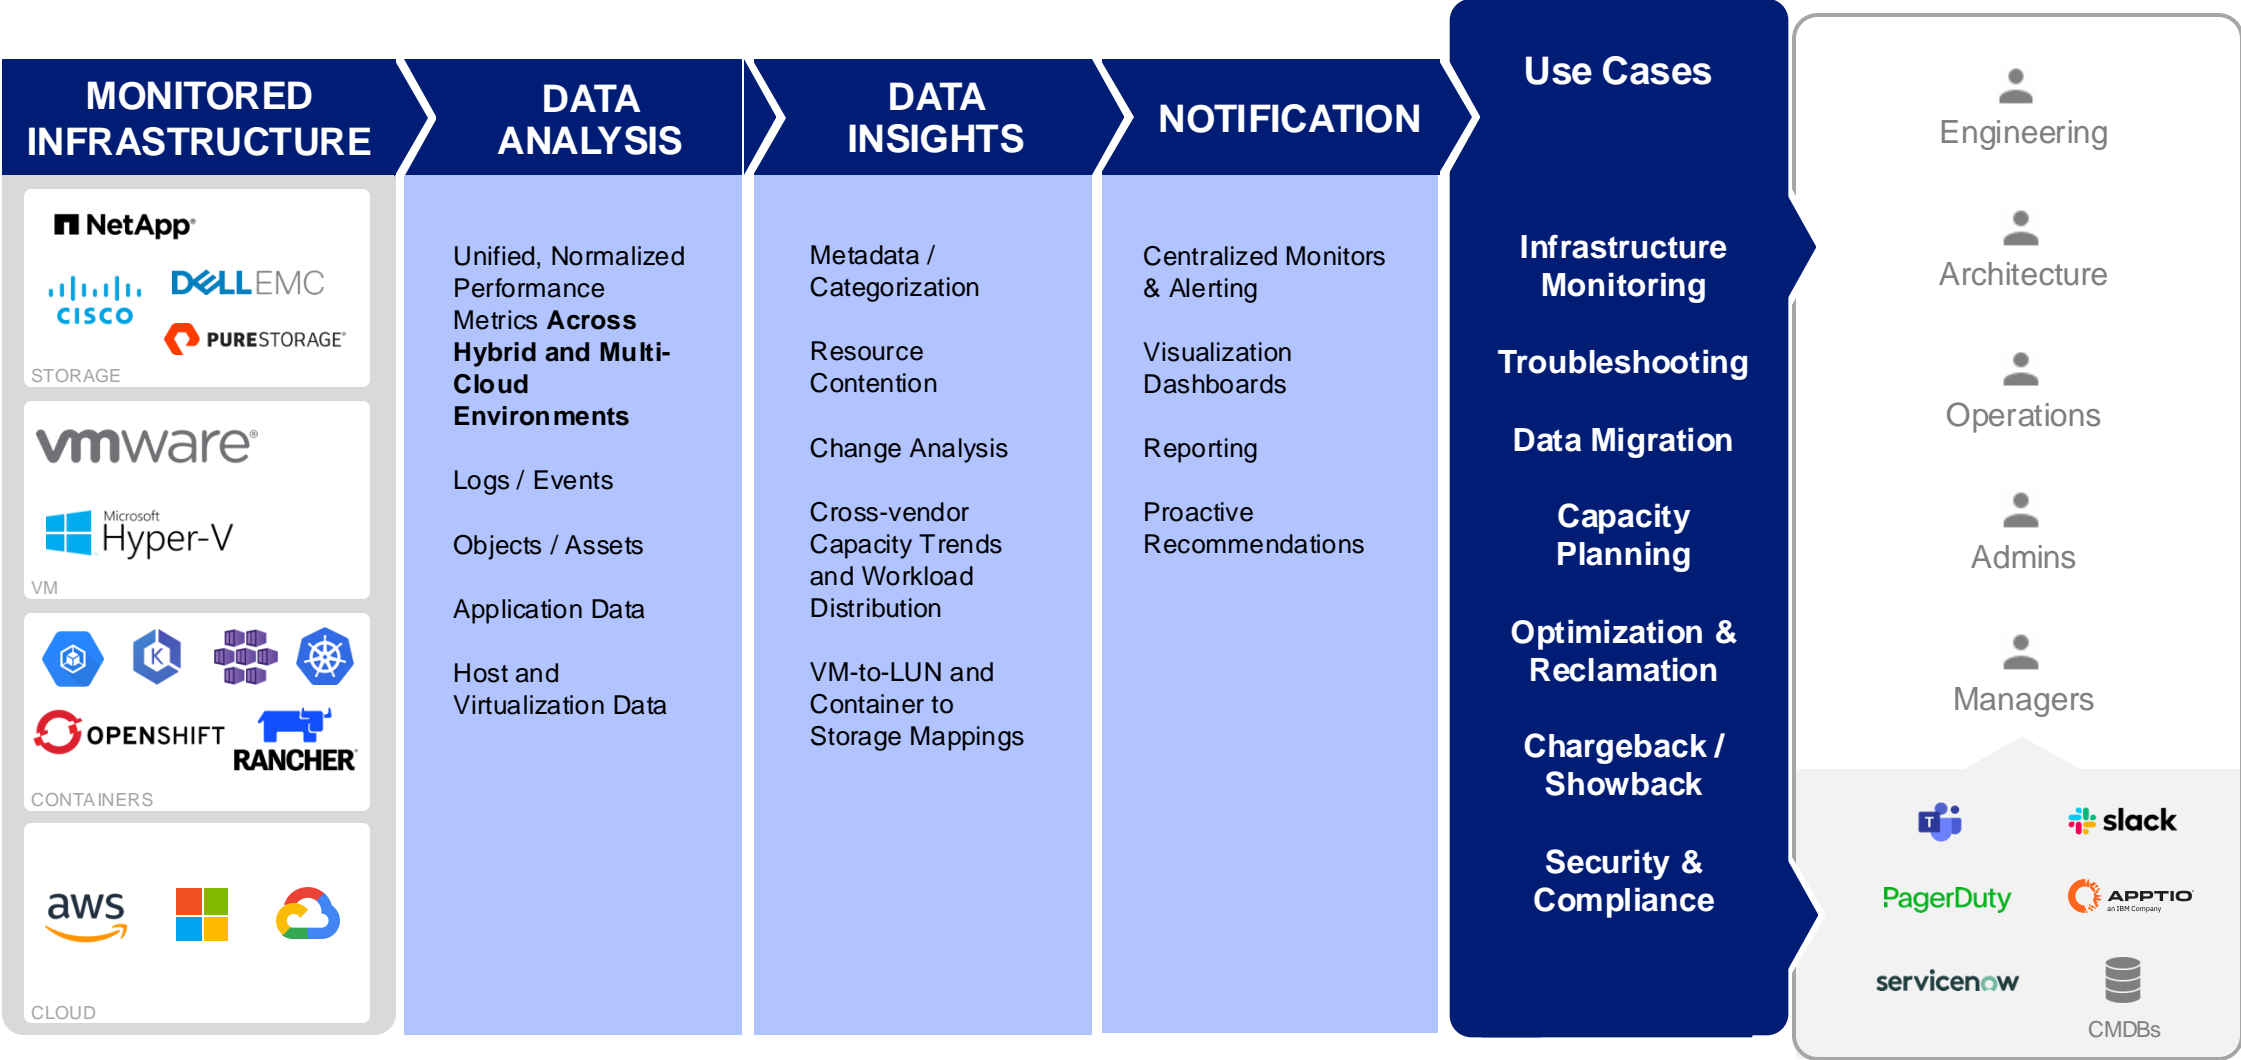 MONITORED
INFRASTRUCTURE
NetApp®
CISCO
DELLEMC
PURESTORAGE®
STORAGE
vmware®
Microsoft
Hyper-V
VM
K
OPENSHIFT
RANCHER
CONTAINERS
aws
CLOUD
DATA
ANALYSIS
Unified, Normalized
Performance
Metrics Across
Hybrid and Multi-
Cloud
Environments
Logs / Events
Objects / Assets
Application Data
Host and
Virtualization Data
DATA
INSIGHTS
Metadata /
Categorization
Resource
Contention
Change Analysis
Cross-vendor
Capacity Trends
and Workload
Distribution
VM-to-LUN and
Container to
Storage Mappings
NOTIFICATION
Centralized Monitors
& Alerting
Visualization
Dashboards
Reporting
Proactive
Recommendations
Use Cases
Infrastructure
Monitoring
Troubleshooting
Data Migration
Capacity
Planning
Optimization &
Reclamation
Chargeback /
Showback
Security &
Compliance
Engineering
Architecture
Operations
Admins
Managers
T
slack
PagerDuty
APPTIO
an IBM Company
servicenow
CMDBs